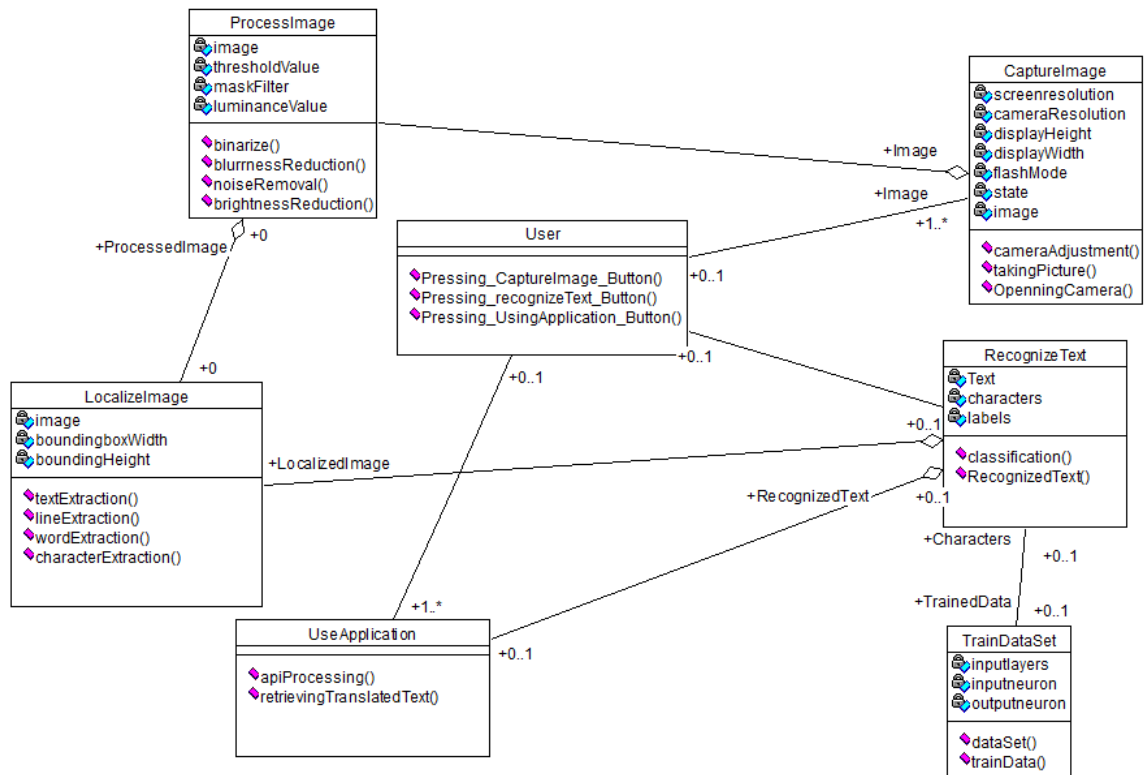 ProcessImage
image
thresholdValue
maskFilter
luminanceValue
binarize()
blurrnessReduction()
noiseRemoval()
brightnessReduction()
CaptureImage
screenresolution
cameraResolution
displayHeight
displayWidth
flashMode
state
image
cameraAdjustment()
takingPicture()
OpenningCamera()
+Image
+Image
+1..*
+ProcessedImage
+0
User
Pressing_CaptureImage_Button()
Pressing_recognizeText_Button()
Pressing_UsingApplication_Button()
+0..1
+0..1
+0..1
+0
LocalizeImage
image
boundingboxWidth
boundingHeight
textExtraction()
lineExtraction()
wordExtraction()
characterExtraction()
RecognizeText
Text
characters
labels
classification()
RecognizedText()
+0..1
+LocalizedImage
+RecognizedText
+0..1
+Characters
+0..1
+TrainedData
+0..1
+1..*
UseApplication
apiProcessing()
retrievingTranslatedText()
+0..1
TrainDataSet
inputlayers
inputneuron
outputneuron
dataSet()
trainData()